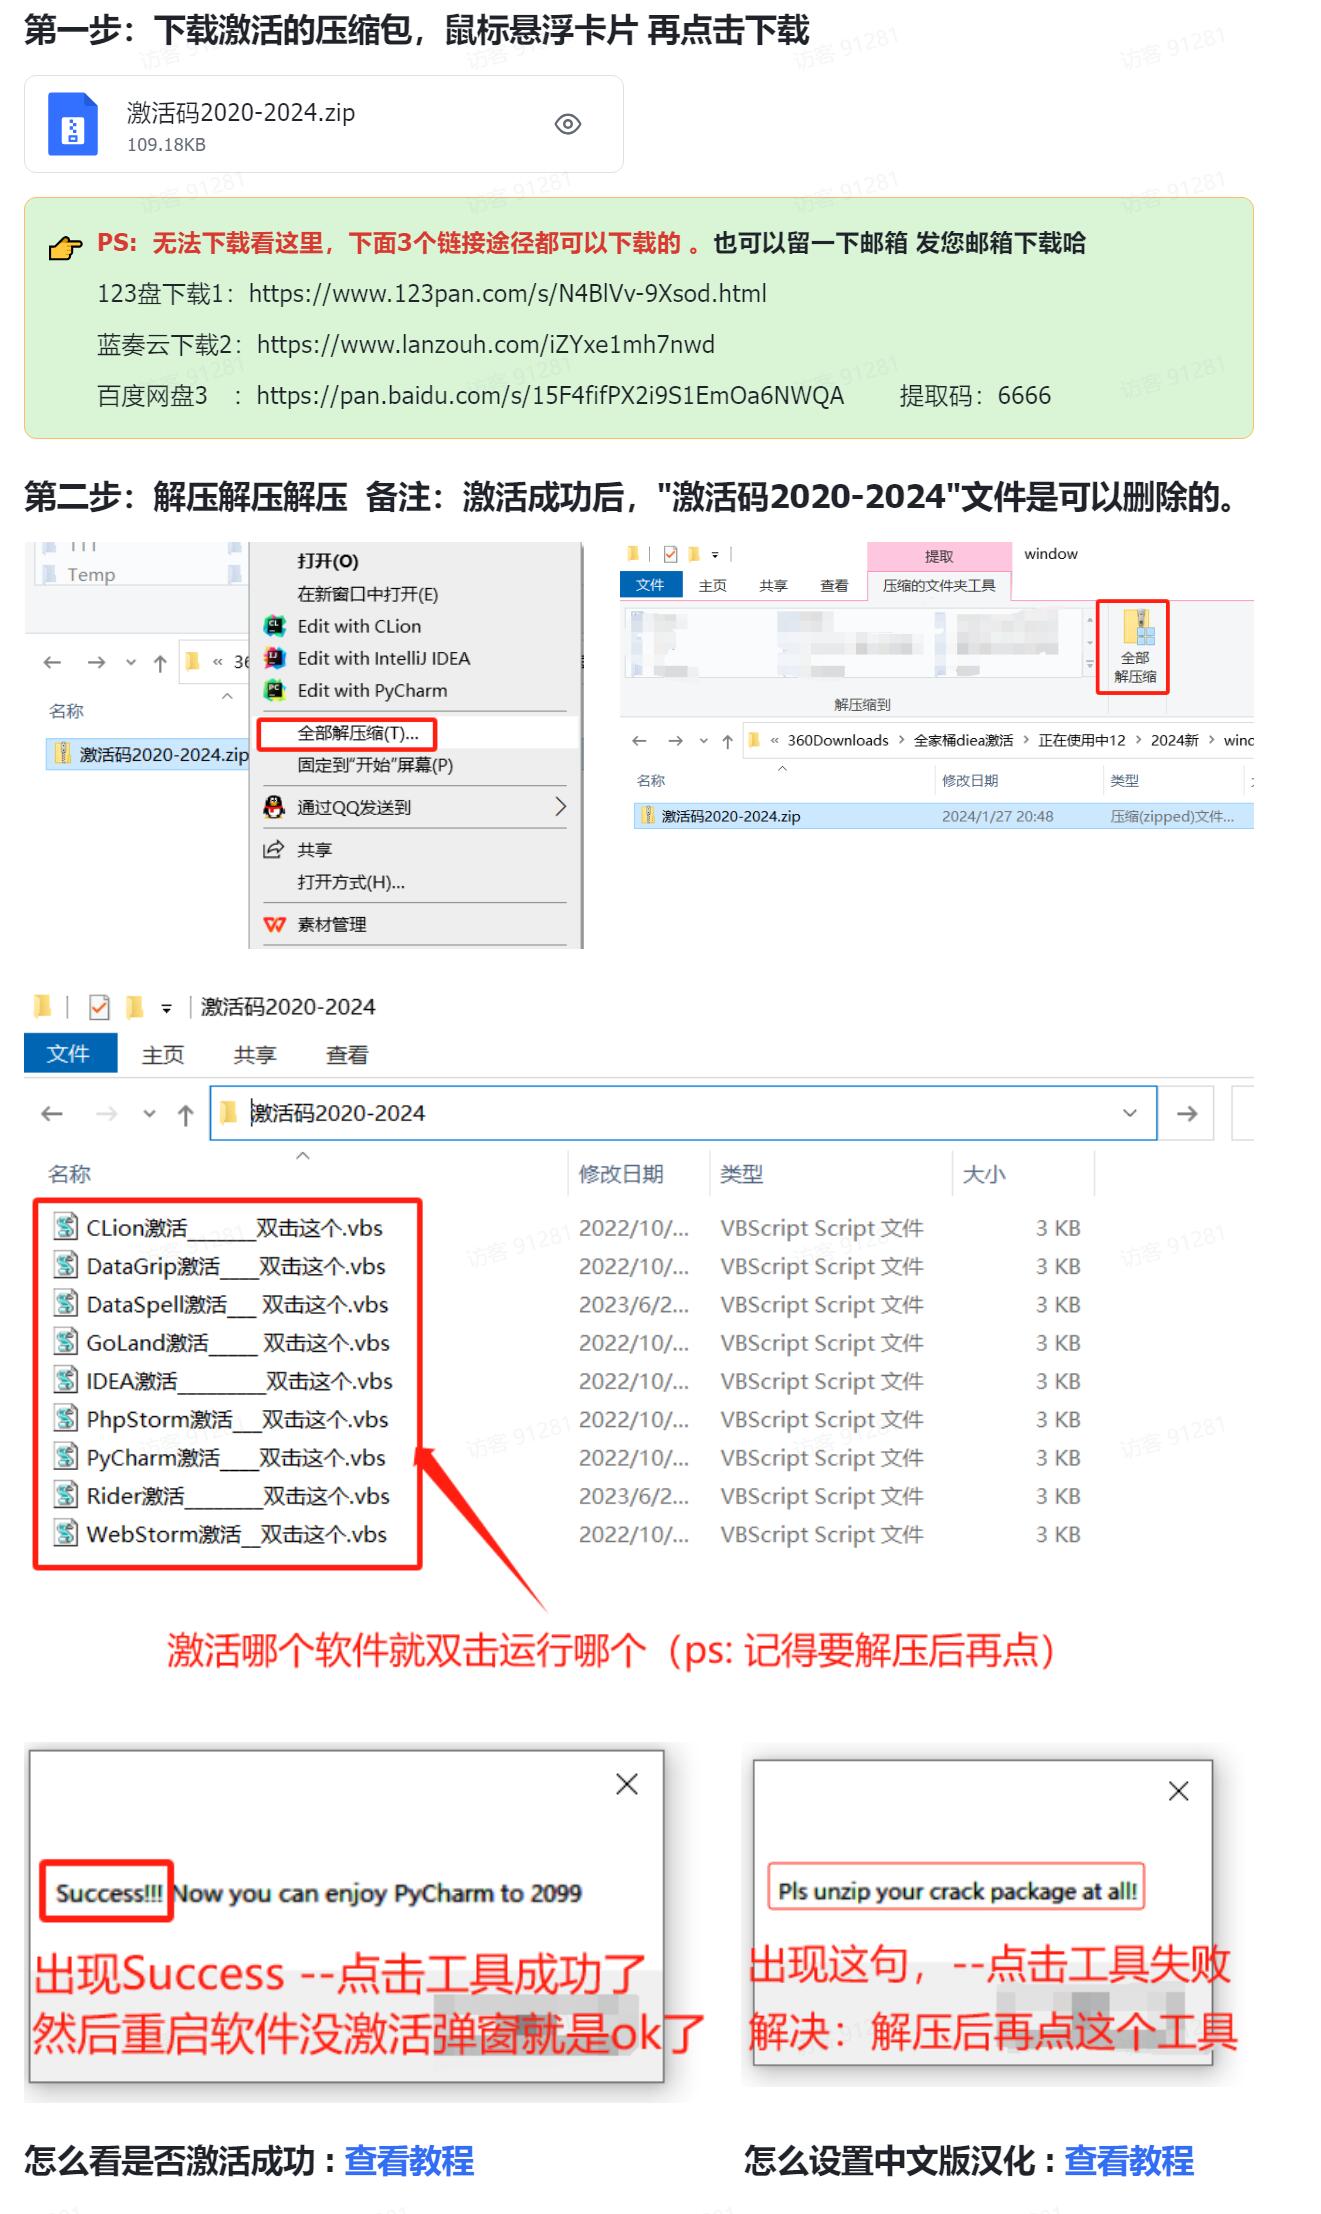 第一步：下载激活的压缩包，鼠标悬浮卡片 再点击下载
激活码2020-2024.zip
109.18KB
PS: 无法下载看这里，下面3个链接途径都可以下载的 。也可以留一下邮箱 发您邮箱下载哈
123盘下载1：https://www.123pan.com/s/N4BlVv-9Xsod.html
蓝奏云下载2：https://www.lanzouh.com/iZYxe1mh7nwd
百度网盘3 ：https://pan.baidu.com/s/15F4fifPX2i9S1EmOa6NWQA 提取码：6666
第二步：解压解压解压 备注：激活成功后，"激活码2020-2024"文件是可以删除的。
Temp
« 36
名称
激活码2020-2024.zip
打开(O)
在新窗口中打开(E)
Edit with CLion
Edit with IntelliJ IDEA
Edit with PyCharm
全部解压缩(T)...
固定到"开始"屏幕(P)
通过QQ发送到
共享
打开方式(H)...
素材管理
提取 window
文件 主页 共享 查看 压缩的文件夹工具
全部
解压缩
解压缩到
« 360Downloads › 全家桶diea激活 › 正在使用中12 › 2024新 › winc
名称 修改日期 类型
激活码2020-2024.zip 2024/1/27 20:48 压缩(zipped)文件...
激活码2020-2024
文件 主页 共享 查看
激活码2020-2024
名称 修改日期 类型 大小
CLion激活_______双击这个.vbs 2022/10/... VBScript Script 文件 3 KB
DataGrip激活____双击这个.vbs 2022/10/... VBScript Script 文件 3 KB
DataSpell激活___ 双击这个.vbs 2023/6/2... VBScript Script 文件 3 KB
GoLand激活_____ 双击这个.vbs 2022/10/... VBScript Script 文件 3 KB
IDEA激活_________双击这个.vbs 2022/10/... VBScript Script 文件 3 KB
PhpStorm激活___双击这个.vbs 2022/10/... VBScript Script 文件 3 KB
PyCharm激活____双击这个.vbs 2022/10/... VBScript Script 文件 3 KB
Rider激活________双击这个.vbs 2023/6/2... VBScript Script 文件 3 KB
WebStorm激活__双击这个.vbs 2022/10/... VBScript Script 文件 3 KB
激活哪个软件就双击运行哪个（ps: 记得要解压后再点）
Success!!! Now you can enjoy PyCharm to 2099
出现Success --点击工具成功了
然后重启软件没激活弹窗就是ok了
Pls unzip your crack package at all!
出现这句，--点击工具失败
解决：解压后再点这个工具
怎么看是否激活成功 : 查看教程
怎么设置中文版汉化 : 查看教程
访客 91281